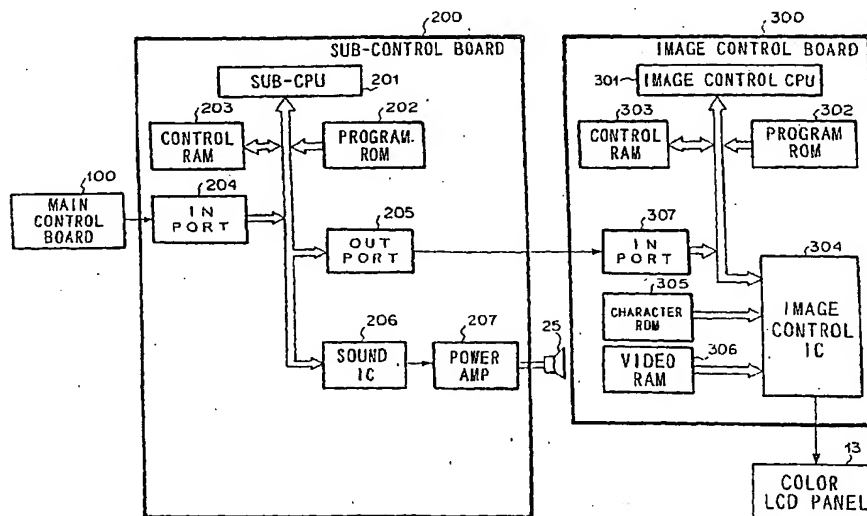 200
SUB-CONTROL BOARD
SUB-CPU
201
203
CONTROL
RAM
202
PROGRAM.
ROM
100
MAIN
CONTROL
BOARD
204
IN
PORT
205
OUT
PORT
206
SOUND
IC
207
POWER
AMP
25
300
IMAGE CONTROL BOARD
301
IMAGE CONTROL CPU
303
CONTROL
RAM
302
PROGRAM
ROM
307
IN
PORT
304
IMAGE
CONTROL
IC
305
CHARACTER
ROM
306
VIDEO
RAM
13
COLOR
LCD PANEL